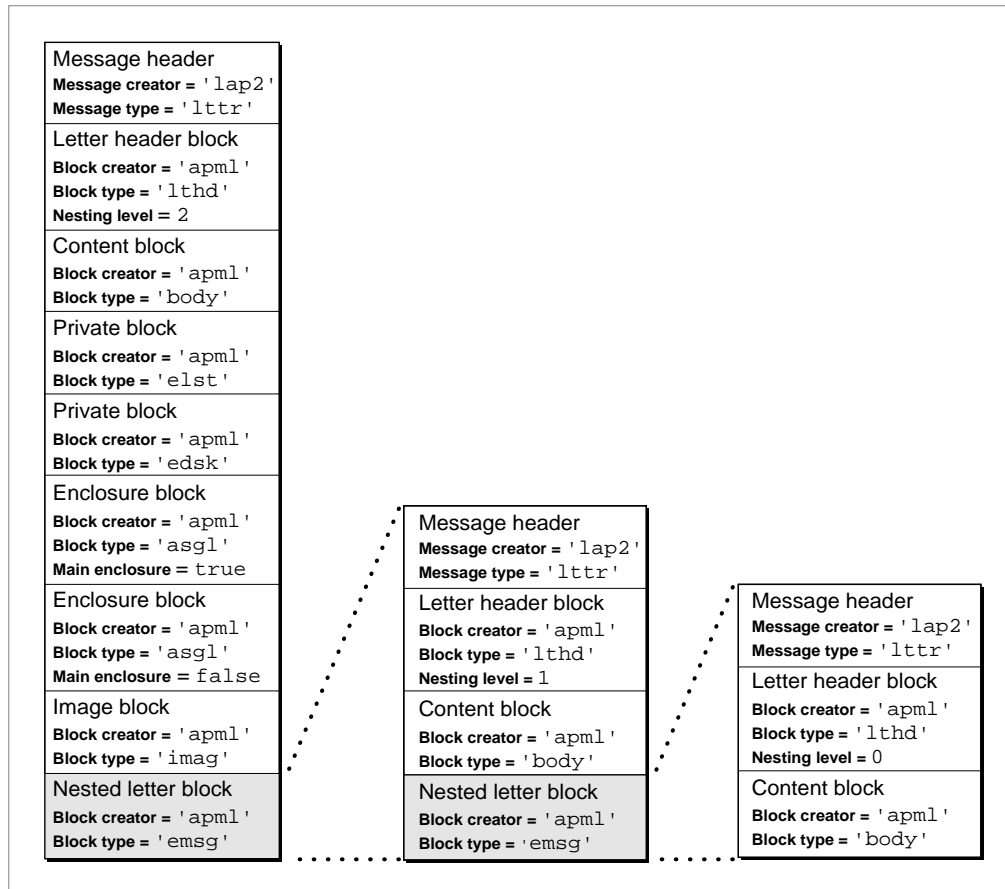 Message header
Message creator = 'lap2'
Message type = 'lttr'
Letter header block
Block creator = 'apml'
Block type = 'lthd'
Nesting level = 2
Content block
Block creator = 'apml'
Block type = 'body'
Private block
Block creator = 'apml'
Block type = 'elst'
Private block
Block creator = 'apml'
Block type = 'edsk'
Enclosure block
Block creator = 'apml'
Block type = 'asgl'
Main enclosure = true
Enclosure block
Block creator = 'apml'
Block type = 'asgl'
Main enclosure = false
Image block
Block creator = 'apml'
Block type = 'imag'
Nested letter block
Block creator = 'apml'
Block type = 'emsg'
Message header
Message creator = 'lap2'
Message type = 'lttr'
Letter header block
Block creator = 'apml'
Block type = 'lthd'
Nesting level = 1
Content block
Block creator = 'apml'
Block type = 'body'
Nested letter block
Block creator = 'apml'
Block type = 'emsg'
Message header
Message creator = 'lap2'
Message type = 'lttr'
Letter header block
Block creator = 'apml'
Block type = 'lthd'
Nesting level = 0
Content block
Block creator = 'apml'
Block type = 'body'